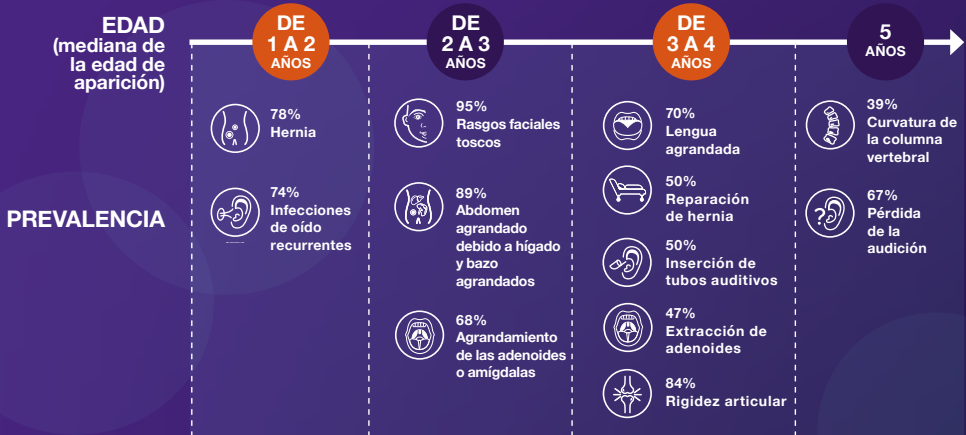 EDAD
(mediana de
la edad de
aparición)
DE
1 A 2
AÑOS
DE
2 A 3
AÑOS
DE
3 A 4
AÑOS
5
AÑOS
PREVALENCIA
78%
Hernia
74%
Infecciones
de oído
recurrentes
95%
Rasgos faciales
toscos
89%
Abdomen
agrandado
debido a hígado
y bazo
agrandados
68%
Agrandamiento
de las adenoides
o amígdalas
70%
Lengua
agrandada
50%
Reparación
de hernia
50%
Inserción de
tubos auditivos
47%
Extracción de
adenoides
84%
Rigidez articular
39%
Curvatura de
la columna
vertebral
67%
Pérdida
de la
audición
?